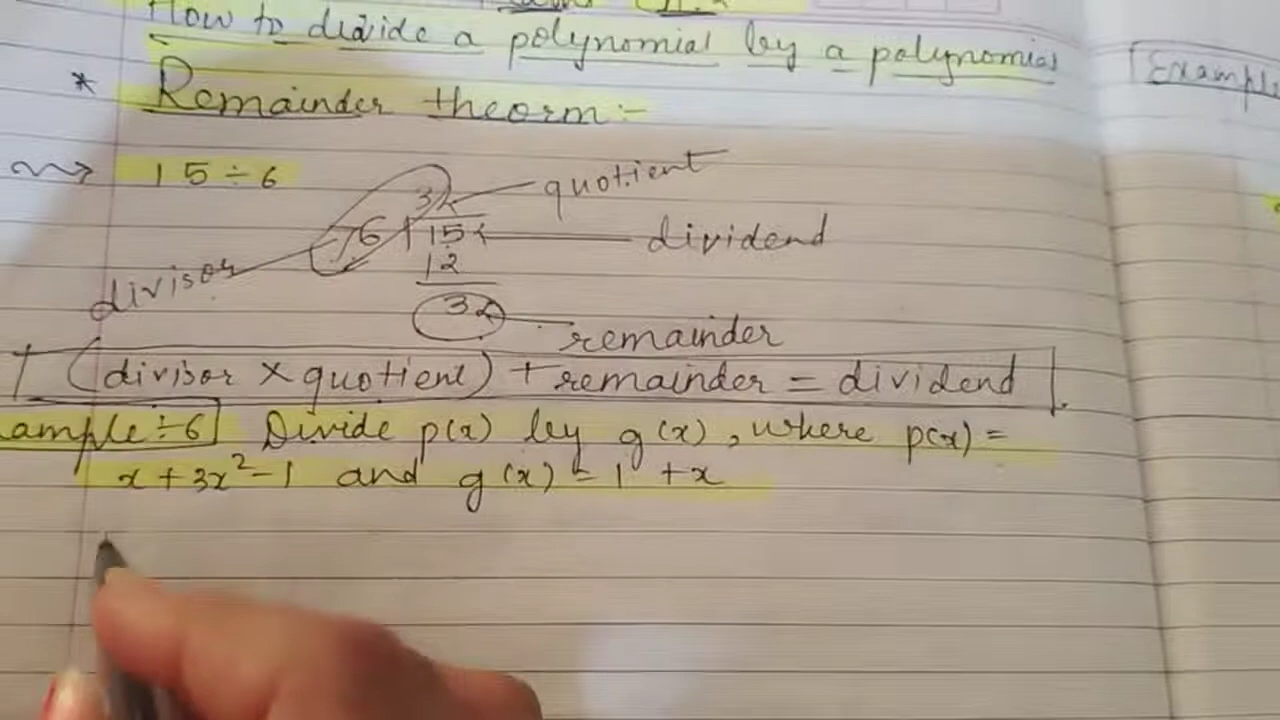 How to divide a polynomial by a polynomial
Example
* Remainder theorm:-
15÷6
3
quotient
6 15
dividend
12
divisor
3
remainder
(divisor × quotient) + remainder = dividend
ample ÷6 Divide p(x) by g(x), where p(x) =
x + 3x² - 1 and g(x) = 1 + x